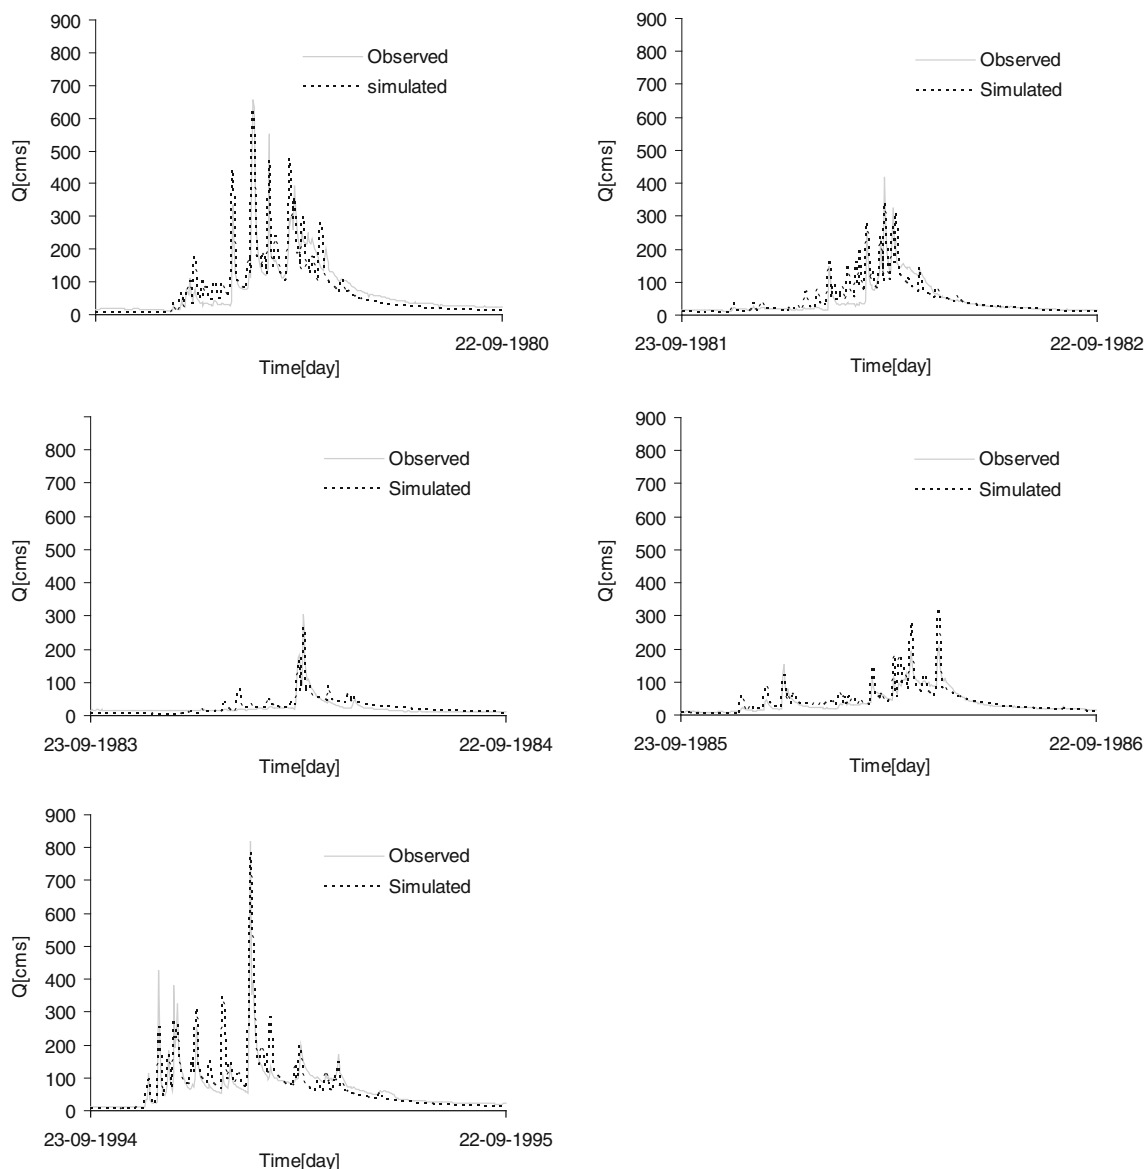 900
800
700
600
500
400
300
200
100
0
Q[cms]
Observed
simulated
22-09-1980
Time[day]
900
800
700
600
500
400
300
200
100
0
Q[cms]
Observed
Simulated
23-09-1981
22-09-1982
Time[day]
800
700
600
500
400
300
200
100
0
Q[cms]
Observed
Simulated
23-09-1983
22-09-1984
Time[day]
900
800
700
600
500
400
300
200
100
0
Q[cms]
Observed
Simulated
23-09-1985
22-09-1986
Time[day]
900
800
700
600
500
400
300
200
100
0
Q[cms]
Observed
Simulated
23-09-1994
22-09-1995
Time[day]